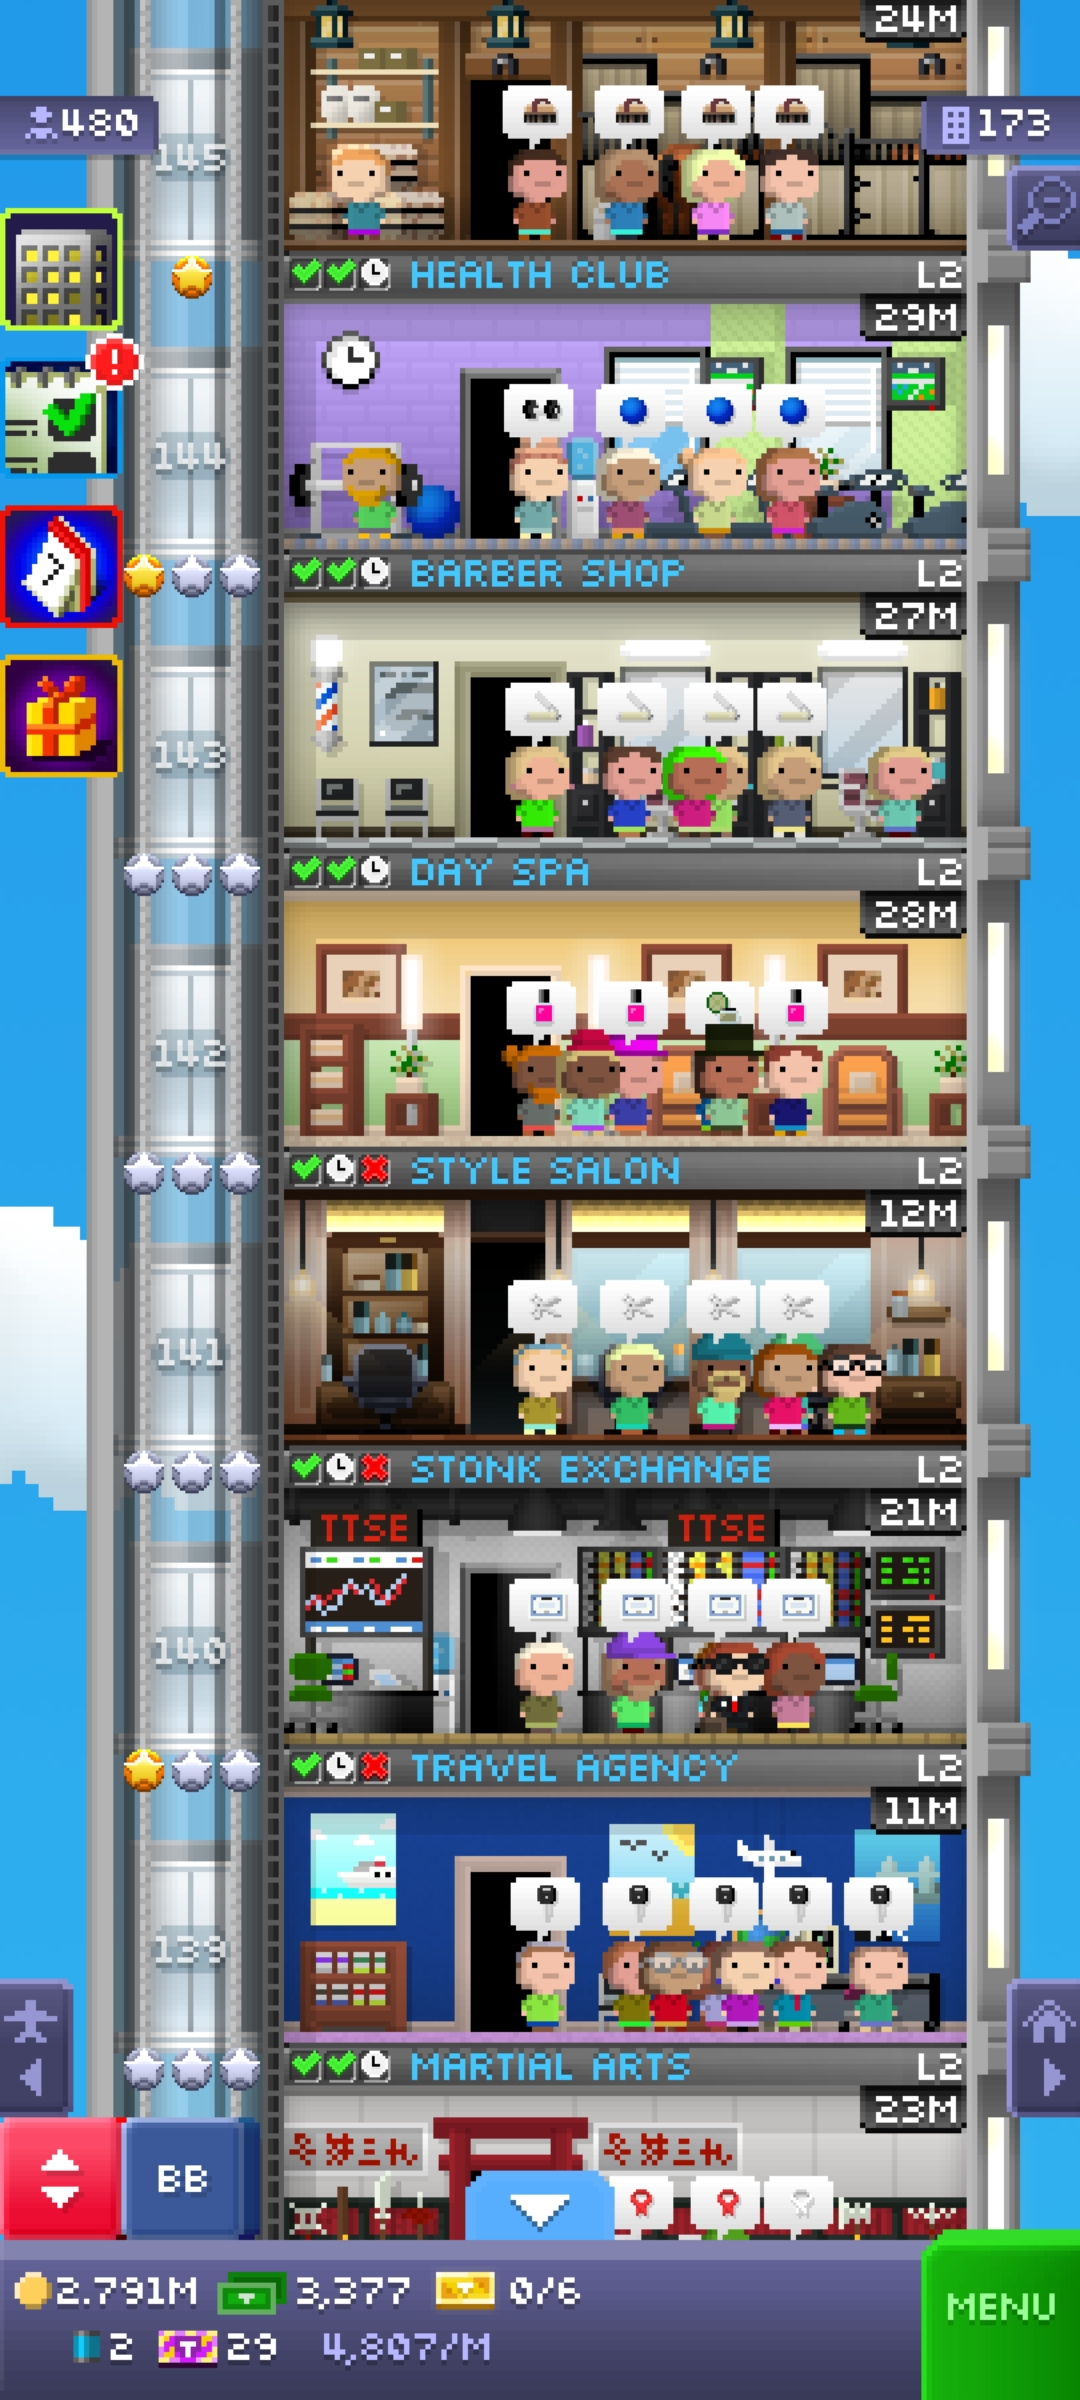 24M
480
173
145
HEALTH CLUB L2
29M
144
BARBER SHOP L2
27M
7
143
DAY SPA L2
28M
142
STYLE SALON L2
12M
141
STONK EXCHANGE L2
21M
TTSE TTSE
140
TRAVEL AGENCY L2
11M
139
MARTIAL ARTS L2
23M
BB
2.791M 3,377 0/6
MENU
2 T 29 4,807/M